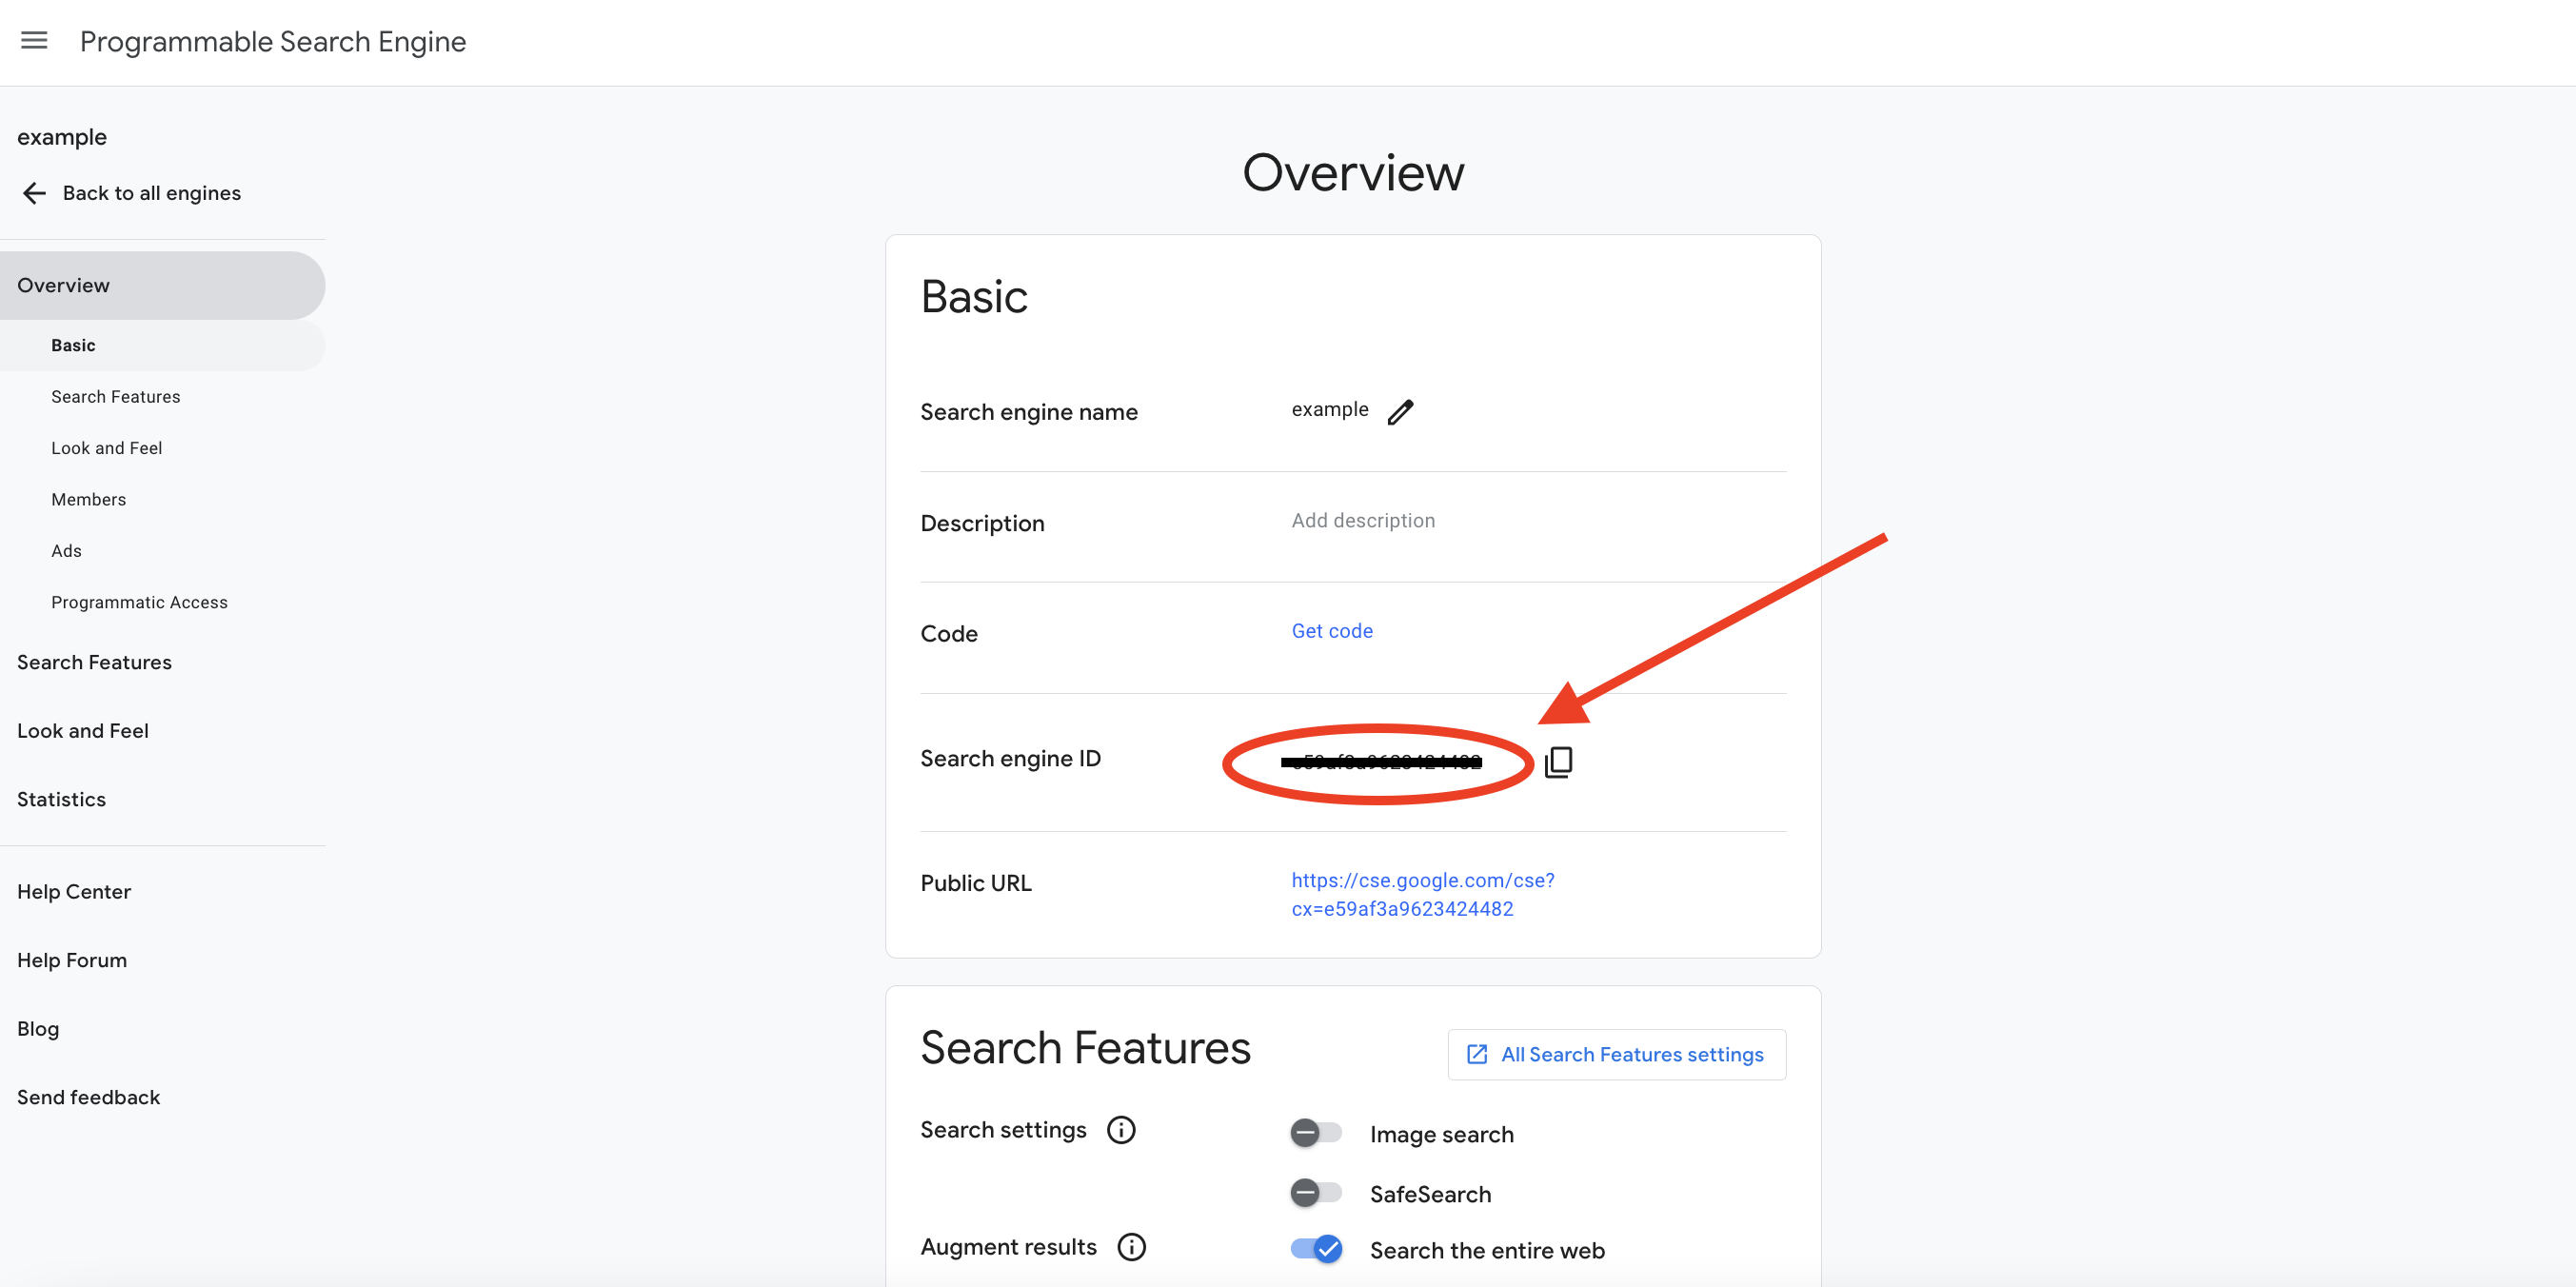 Programmable Search Engine
example
Back to all engines
Overview
Basic
Search Features
Look and Feel
Members
Ads
Programmatic Access
Search Features
Look and Feel
Statistics
Help Center
Help Forum
Blog
Send feedback
Overview
Basic
Search engine name
example
Description
Add description
Code
Get code
Search engine ID
Public URL
https://cse.google.com/cse?
cx=e59af3a9623424482
Search Features
All Search Features settings
Search settings
Image search
SafeSearch
Augment results
Search the entire web